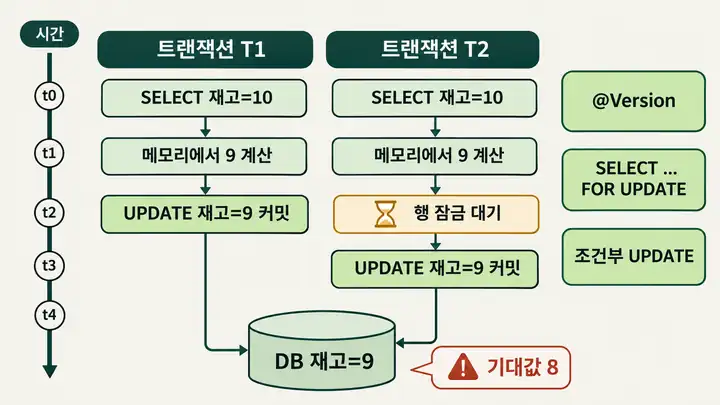 시간
트랜잭션 T1
트랜잭션 T2
t0
SELECT 재고=10
SELECT 재고=10
@Version
t1
메모리에서 9 계산
메모리에서 9 계산
SELECT ...
FOR UPDATE
t2
UPDATE 재고=9 커밋
행 잠금 대기
조건부 UPDATE
t3
UPDATE 재고=9 커밋
t4
DB 재고=9
기대값 8